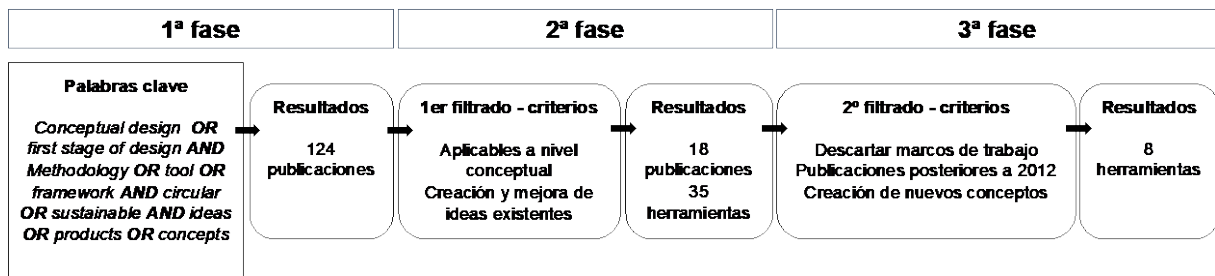 1ª fase
2ª fase
3ª fase
Palabras clave
Conceptual design OR
first stage of design AND
Methodology OR tool OR
framework AND circular
OR sustainable AND ideas
OR products OR concepts
Resultados
124
publicaciones
1er filtrado - criterios
Aplicables a nivel
conceptual
Creación y mejora de
ideas existentes
Resultados
18
publicaciones
35
herramientas
2º filtrado - criterios
Descartar marcos de trabajo
Publicaciones posteriores a 2012
Creación de nuevos conceptos
Resultados
8
herramientas